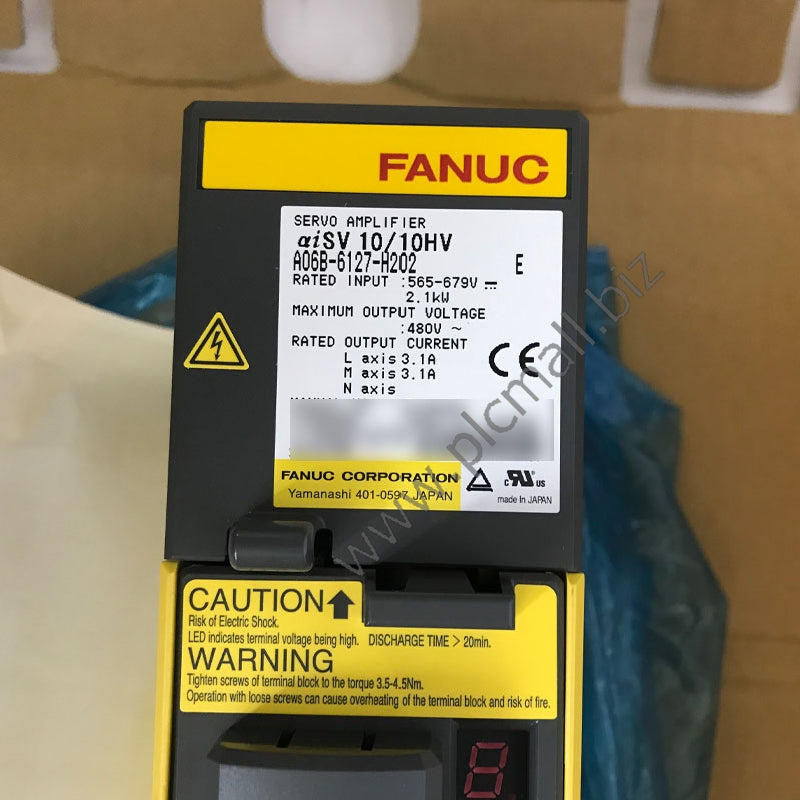 FANUC
SERVO AMPLIFIER
αiSV 10/10HV
A06B-6127-H202 E
RATED INPUT :565-679V ⎓
2.1kW
MAXIMUM OUTPUT VOLTAGE
:480V ~
RATED OUTPUT CURRENT
L axis 3.1A
M axis 3.1A
N axis
CE
FANUC CORPORATION
Yamanashi 401-0597 JAPAN
c RU US
made In JAPAN
www.plcmall.biz
CAUTION
Risk of Electric Shock.
LED indicates terminal voltage being high. DISCHARGE TIME > 20min.
WARNING
Tighten screws of terminal block to the torque 3.5-4.5Nm.
Operation with loose screws can cause overheating of the terminal block and risk of fire.
8